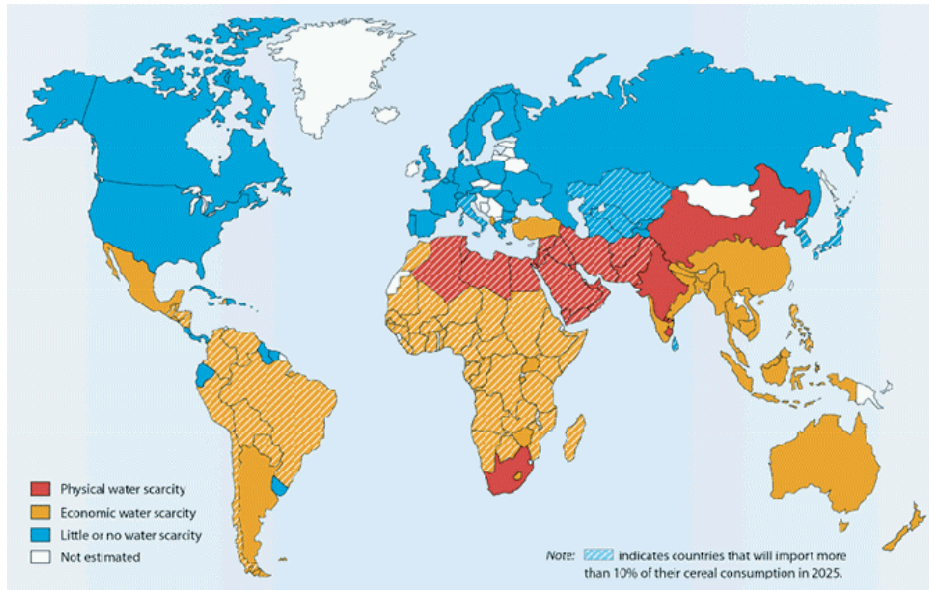 Physical water scarcity
Economic water scarcity
Little or no water scarcity
Not estimated
Note: indicates countries that will import more
than 10% of their cereal consumption in 2025.